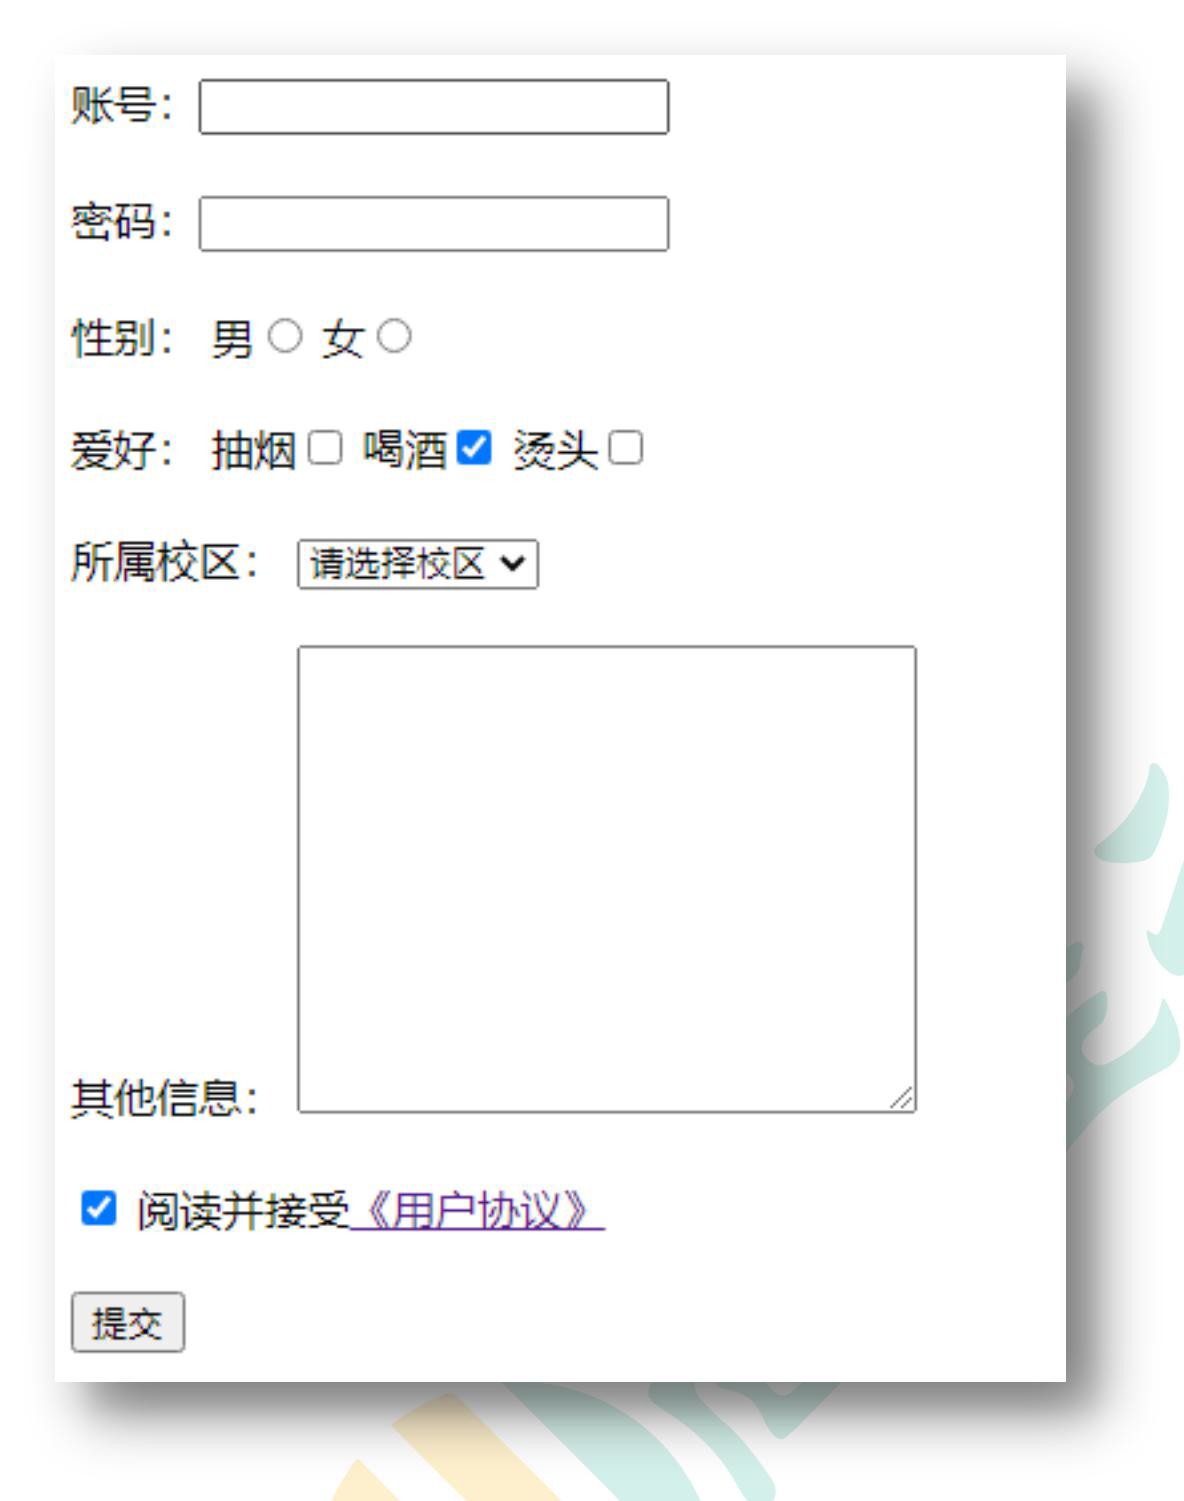 账号：
密码：
性别： 男 女
爱好： 抽烟 喝酒 烫头
所属校区： 请选择校区
其他信息：
阅读并接受《用户协议》
提交